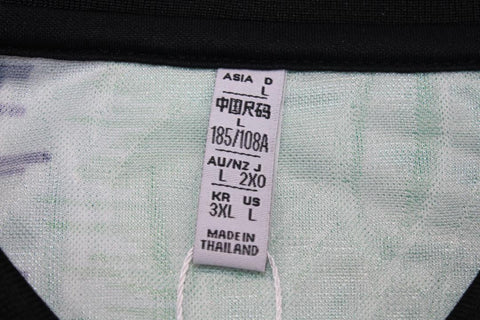 ASIA D
L
中国尺码
L
185/108A
AU/NZ J
L 2XO
KR US
3XL L
MADE IN
THAILAND